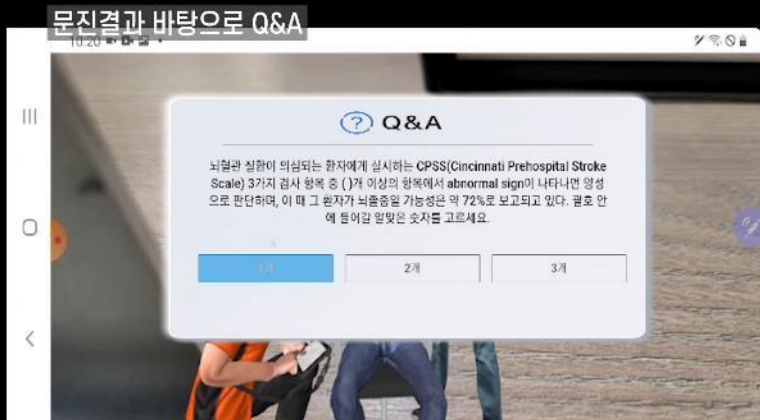 문진결과 바탕으로 Q&A
10:20
? Q&A
뇌혈관 질환이 의심되는 환자에게 실시하는 CPSS(Cincinnati Prehospital Stroke
Scale) 3가지 검사 항목 중 ( )개 이상의 항목에서 abnormal sign이 나타나면 양성
으로 판단하며, 이 때 그 환자가 뇌졸중일 가능성은 약 72%로 보고되고 있다. 괄호 안
에 들어갈 알맞은 숫자를 고르세요.
1개
2개
3개